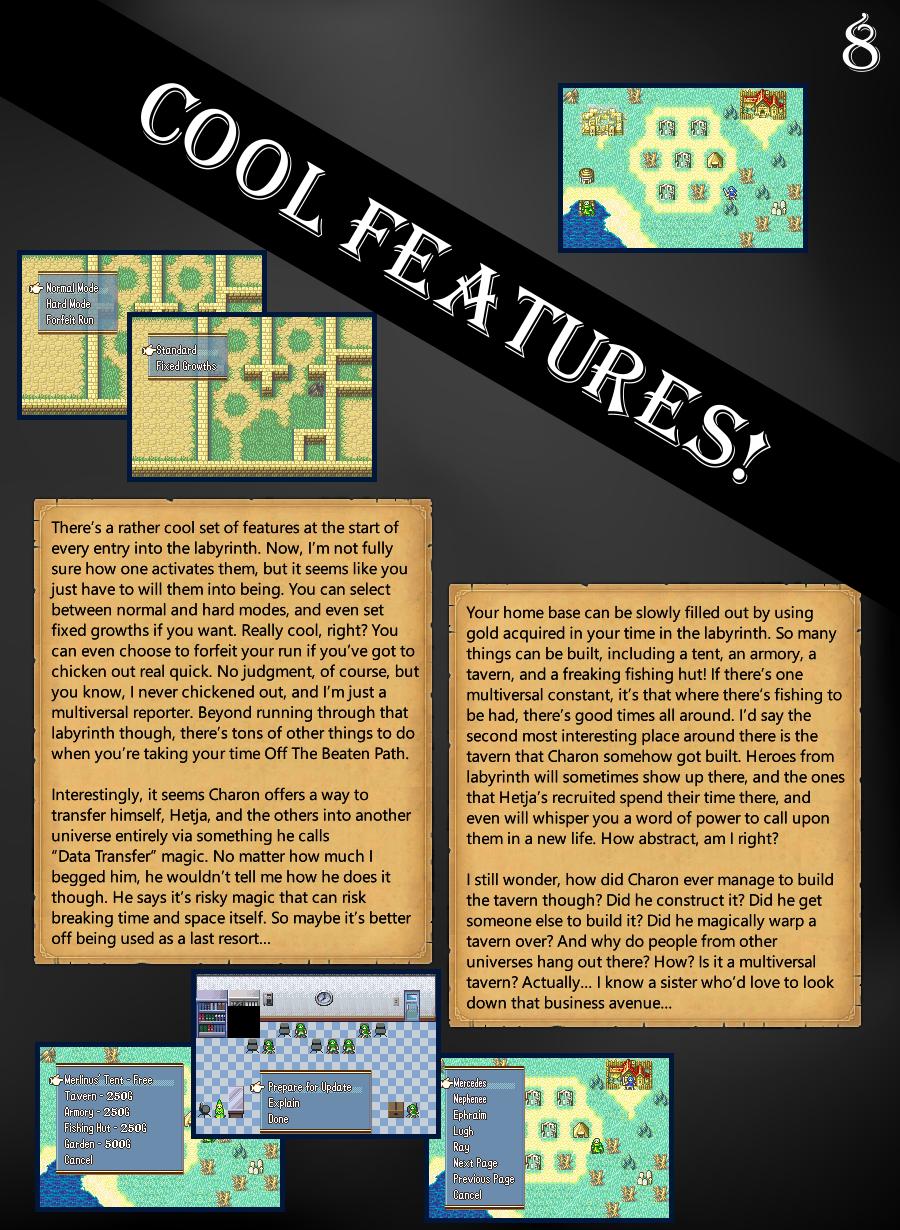 8
COOL FEATURES!
Normal Mode
Hard Mode
Forfeit Run
Standard
Fixed Growths
There's a rather cool set of features at the start of
every entry into the labyrinth. Now, I'm not fully
sure how one activates them, but it seems like you
just have to will them into being. You can select
between normal and hard modes, and even set
fixed growths if you want. Really cool, right? You
can even choose to forfeit your run if you've got to
chicken out real quick. No judgment, of course, but
you know, I never chickened out, and I'm just a
multiversal reporter. Beyond running through that
labyrinth though, there's tons of other things to do
when you're taking your time Off The Beaten Path.
Interestingly, it seems Charon offers a way to
transfer himself, Hetja, and the others into another
universe entirely via something he calls
“Data Transfer” magic. No matter how much I
begged him, he wouldn't tell me how he does it
though. He says it's risky magic that can risk
breaking time and space itself. So maybe it's better
off being used as a last resort...
Your home base can be slowly filled out by using
gold acquired in your time in the labyrinth. So many
things can be built, including a tent, an armory, a
tavern, and a freaking fishing hut! If there's one
multiversal constant, it's that where there's fishing to
be had, there's good times all around. I'd say the
second most interesting place around there is the
tavern that Charon somehow got built. Heroes from
labyrinth will sometimes show up there, and the ones
that Hetja's recruited spend their time there, and
even will whisper you a word of power to call upon
them in a new life. How abstract, am I right?
I still wonder, how did Charon ever manage to build
the tavern though? Did he construct it? Did he get
someone else to build it? Did he magically warp a
tavern over? And why do people from other
universes hang out there? How? Is it a multiversal
tavern? Actually... I know a sister who'd love to look
down that business avenue...
Merlinus' Tent - Free
Tavern - 250G
Armory - 250G
Fishing Hut - 250G
Garden - 500G
Cancel
Prepare for Update
Explain
Done
Mercedes
Nephenee
Ephraim
Lugh
Ray
Next Page
Previous Page
Cancel